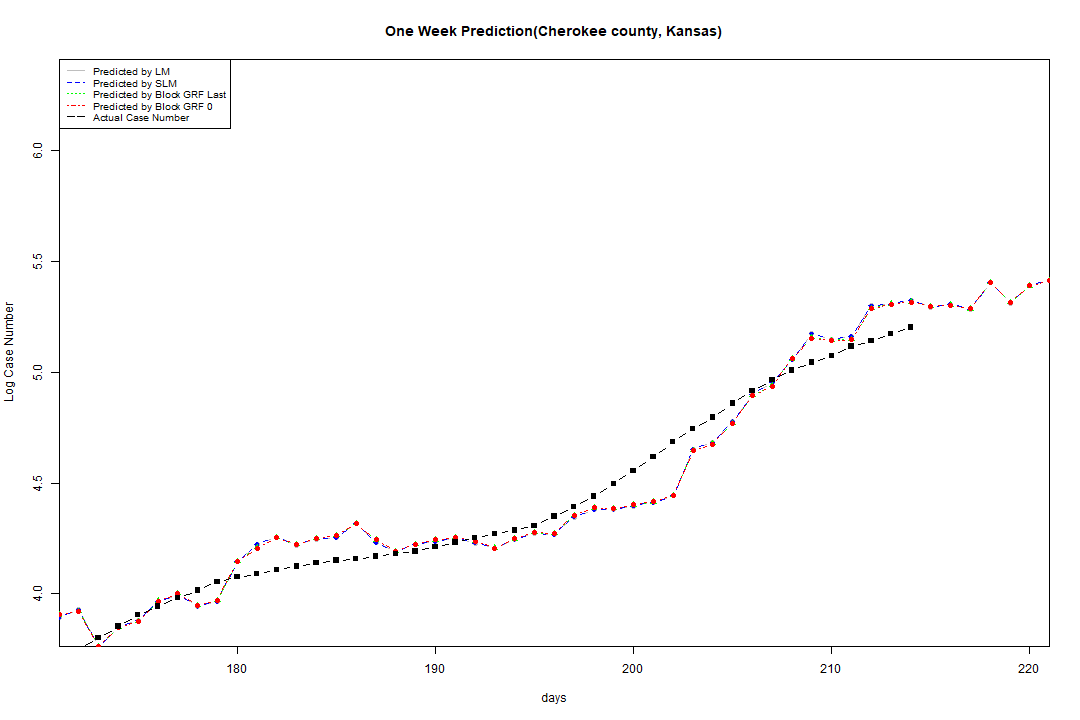 One Week Prediction(Cherokee county, Kansas)
Predicted by LM
Predicted by SLM
Predicted by Block GRF Last
Predicted by Block GRF 0
Actual Case Number
6.0
5.5
5.0
4.5
4.0
Log Case Number
180 190 200 210 220
days